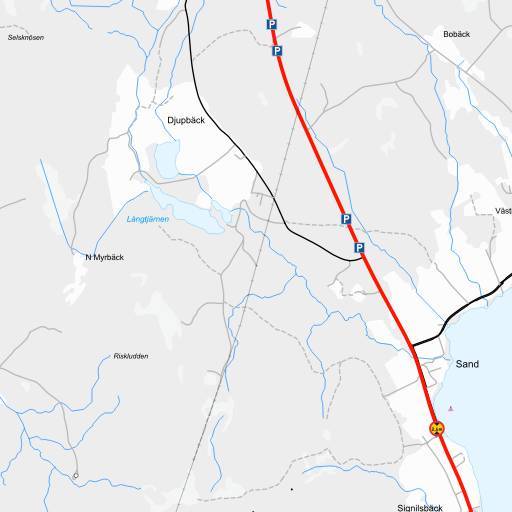 P
Bobäck
Selsknösen
P
Djupbäck
Väst
Långtjärnen
P
P
N Myrbäck
Riskludden
Sand
Signilsbäck